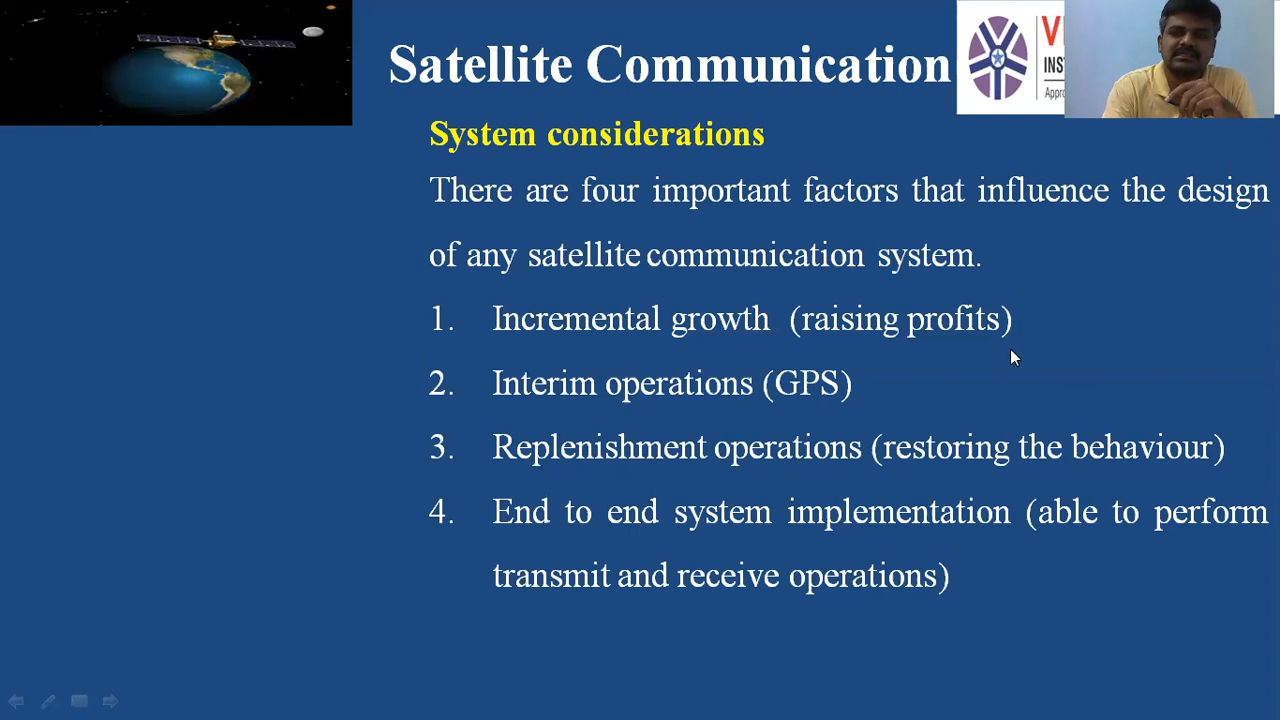 Satellite Communication
V
INST
Appro
System considerations
There are four important factors that influence the design
of any satellite communication system.
1. Incremental growth (raising profits)
2. Interim operations (GPS)
3. Replenishment operations (restoring the behaviour)
4. End to end system implementation (able to perform
transmit and receive operations)